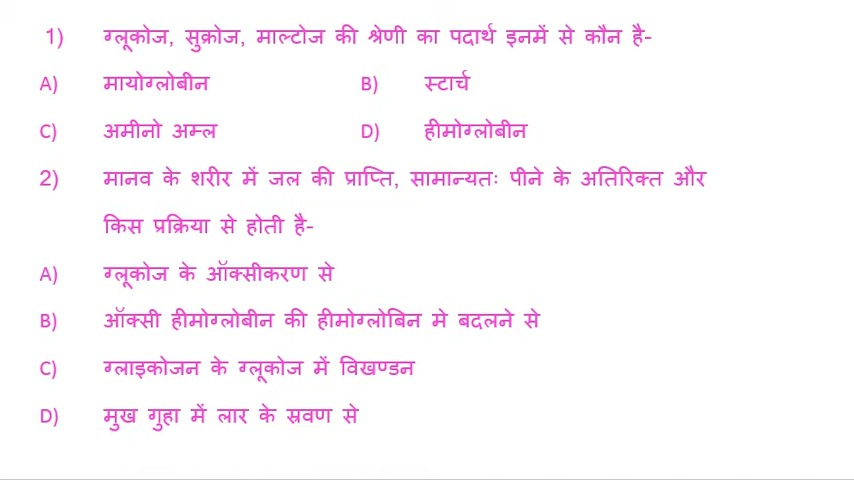 1) ग्लूकोज, सुक्रोज, माल्टोज की श्रेणी का पदार्थ इनमें से कौन है-
A) मायोग्लोबीन B) स्टार्च
C) अमीनो अम्ल D) हीमोग्लोबीन
2) मानव के शरीर में जल की प्राप्ति, सामान्यतः पीने के अतिरिक्त और
किस प्रक्रिया से होती है-
A) ग्लूकोज के ऑक्सीकरण से
B) ऑक्सी हीमोग्लोबीन की हीमोग्लोबिन मे बदलने से
C) ग्लाइकोजन के ग्लूकोज में विखण्डन
D) मुख गुहा में लार के स्रवण से